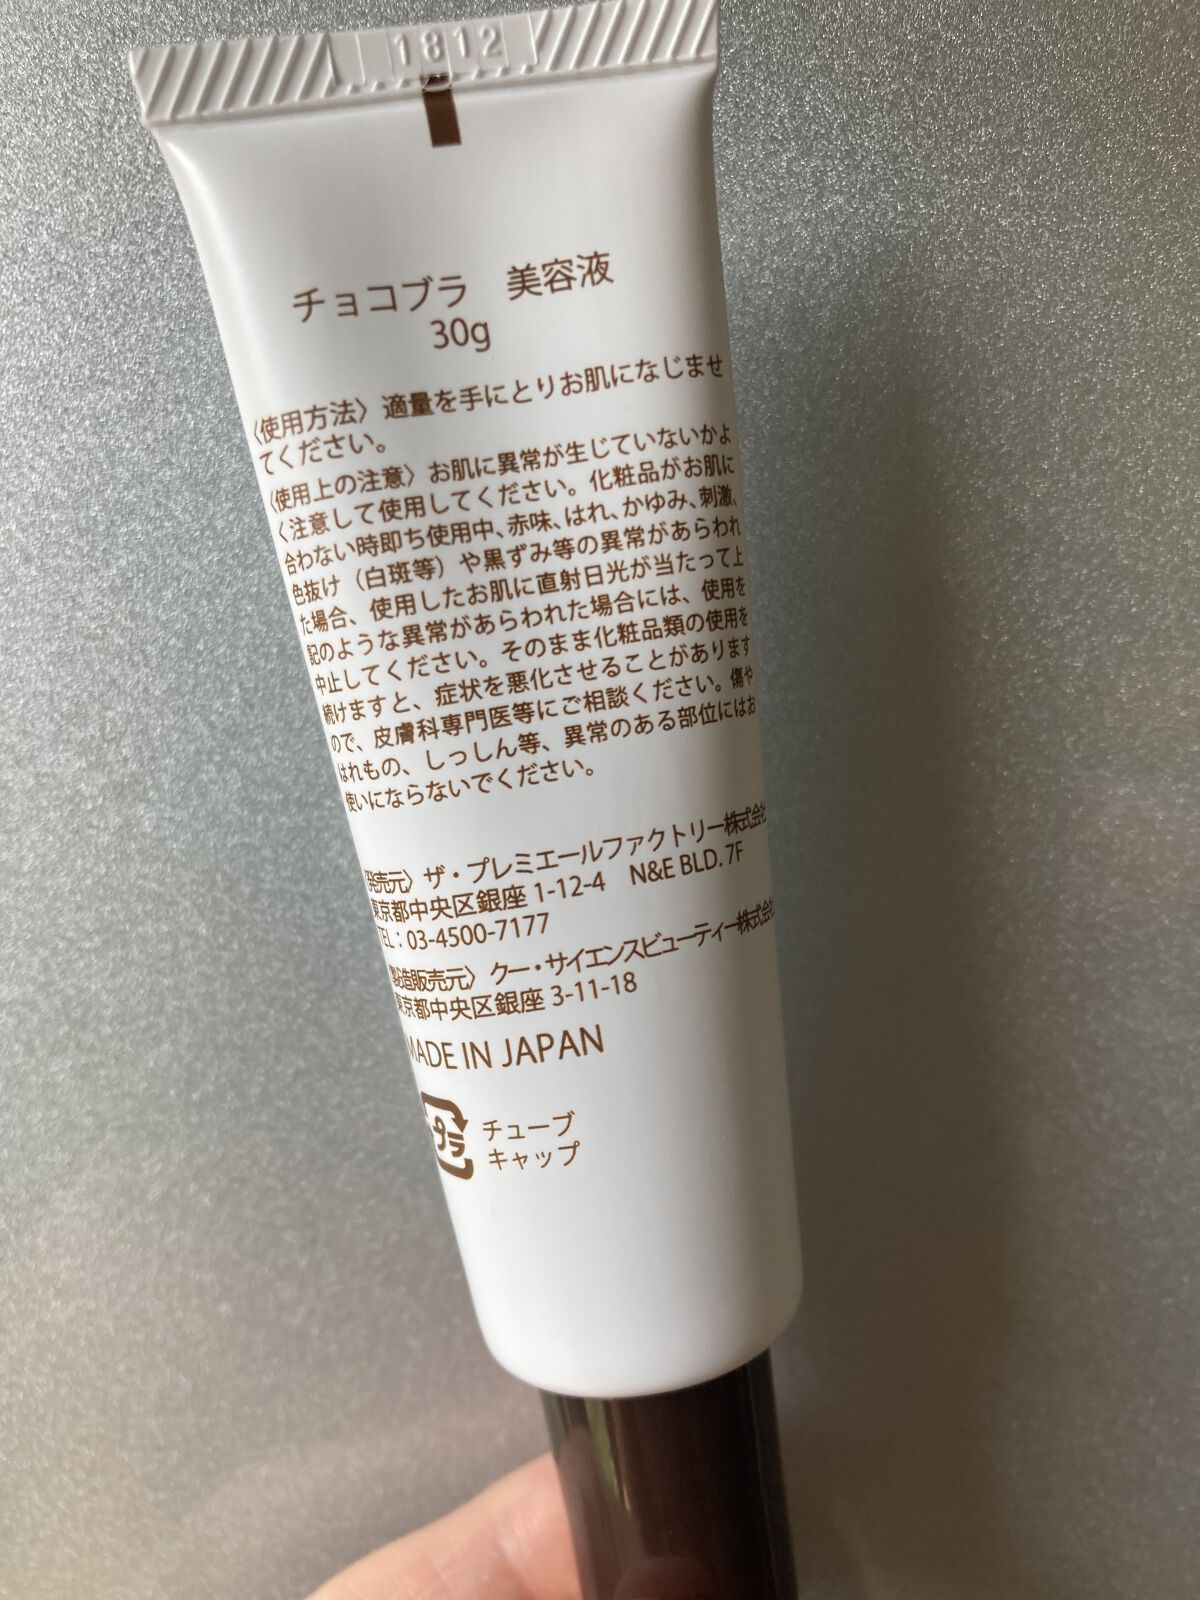 1812
チョコブラ　美容液
30g
〈使用方法〉適量を手にとりお肌になじませ
てください。
〈使用上の注意〉お肌に異常が生じていないかよ
く注意して使用してください。化粧品がお肌に
合わない時即ち使用中、赤味、はれ、かゆみ、刺激、
色抜け（白斑等）や黒ずみ等の異常があらわれ
た場合、使用したお肌に直射日光が当たって上
記のような異常があらわれた場合には、使用を
中止してください。そのまま化粧品類の使用を
続けますと、症状を悪化させることがあります
ので、皮膚科専門医等にご相談ください。傷や
はれもの、しっしん等、異常のある部位にはお
使いにならないでください。
〈発売元〉ザ・プレミエールファクトリー株式会社
東京都中央区銀座 1-12-4　N&E BLD. 7F
TEL：03-4500-7177
〈製造販売元〉クー・サイエンスビューティー株式会社
東京都中央区銀座 3-11-18
MADE IN JAPAN
プラ
チューブ
キャップ